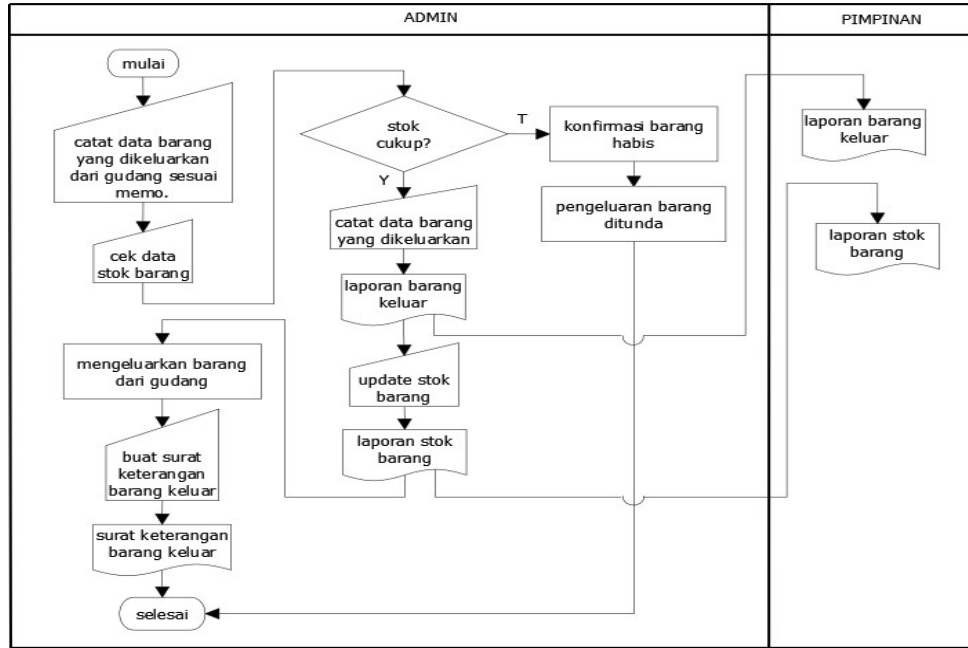 ADMIN
PIMPINAN
mulai
catat data barang
yang dikeluarkan
dari gudang sesuai
memo.
cek data
stok barang
stok
cukup?
T
Y
konfirmasi barang
habis
pengeluaran barang
ditunda
catat data barang
yang dikeluarkan
laporan barang
keluar
update stok
barang
laporan stok
barang
mengeluarkan barang
dari gudang
buat surat
keterangan
barang keluar
surat keterangan
barang keluar
selesai
laporan barang
keluar
laporan stok
barang